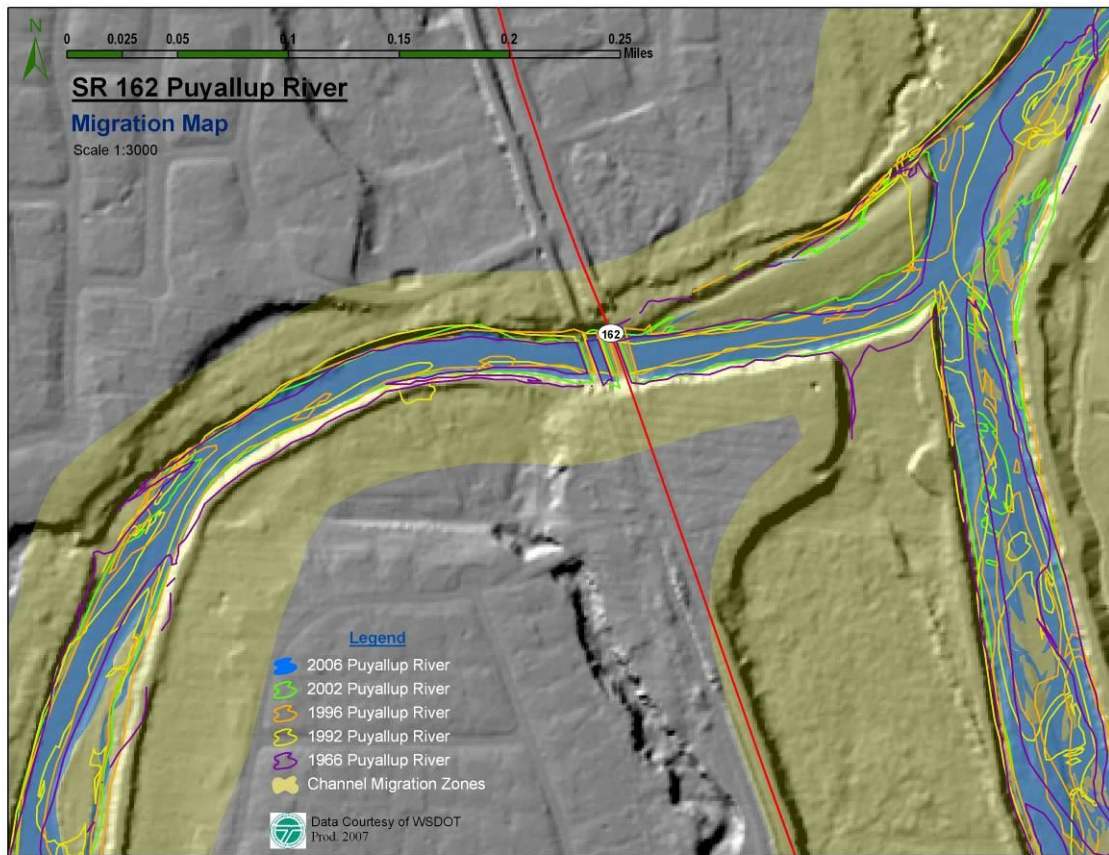 N
0 0.025 0.05 0.1 0.15 0.2 0.25
Miles
SR 162 Puyallup River
Migration Map
Scale 1:3000
162
Legend
2006 Puyallup River
2002 Puyallup River
1996 Puyallup River
1992 Puyallup River
1966 Puyallup River
Channel Migration Zones
Data Courtesy of WSDOT
Prod. 2007